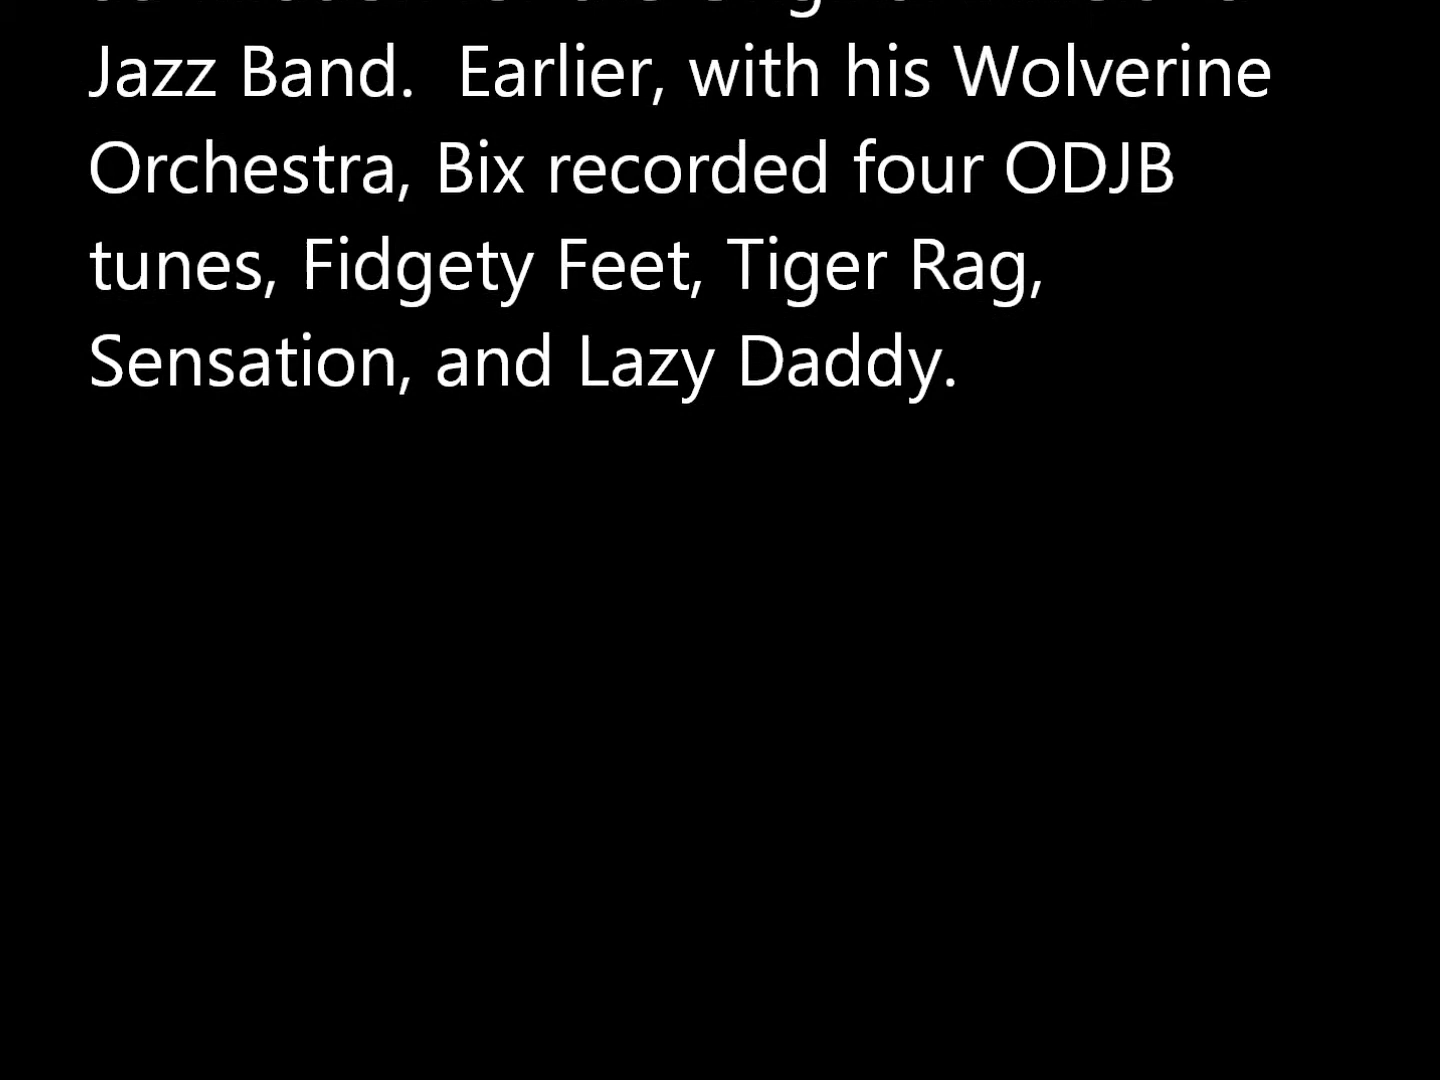 Jazz Band.  Earlier, with his Wolverine
Orchestra, Bix recorded four ODJB
tunes, Fidgety Feet, Tiger Rag,
Sensation, and Lazy Daddy.